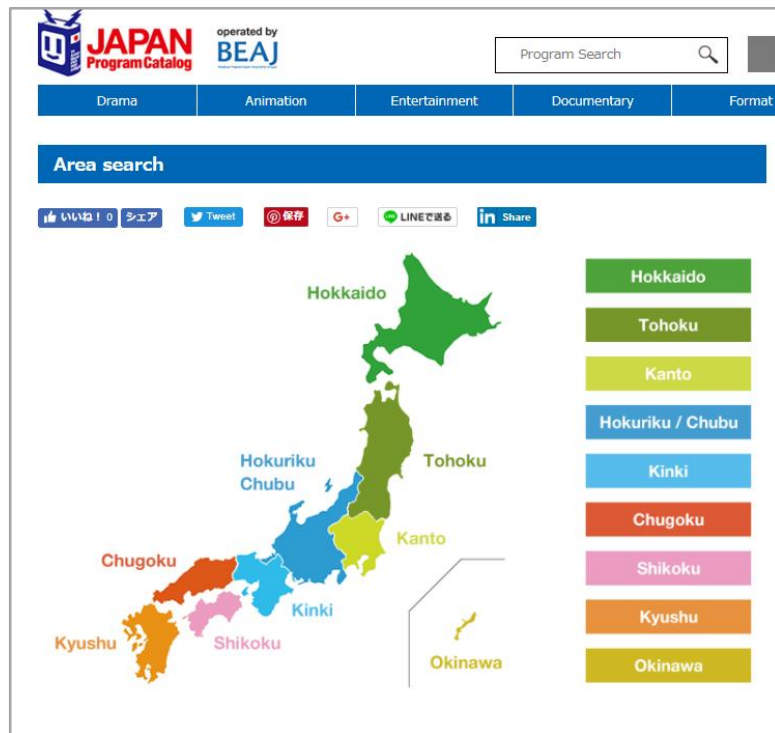 JAPAN
Program Catalog
operated by
BEAJ
Program Search
Drama
Animation
Entertainment
Documentary
Format
Area search
いいね！ 0
シェア
Tweet
保存
G+
LINEで送る
in Share
Hokkaido
Tohoku
Hokuriku
Chubu
Kanto
Chugoku
Kinki
Shikoku
Kyushu
Okinawa
Hokkaido
Tohoku
Kanto
Hokuriku / Chubu
Kinki
Chugoku
Shikoku
Kyushu
Okinawa